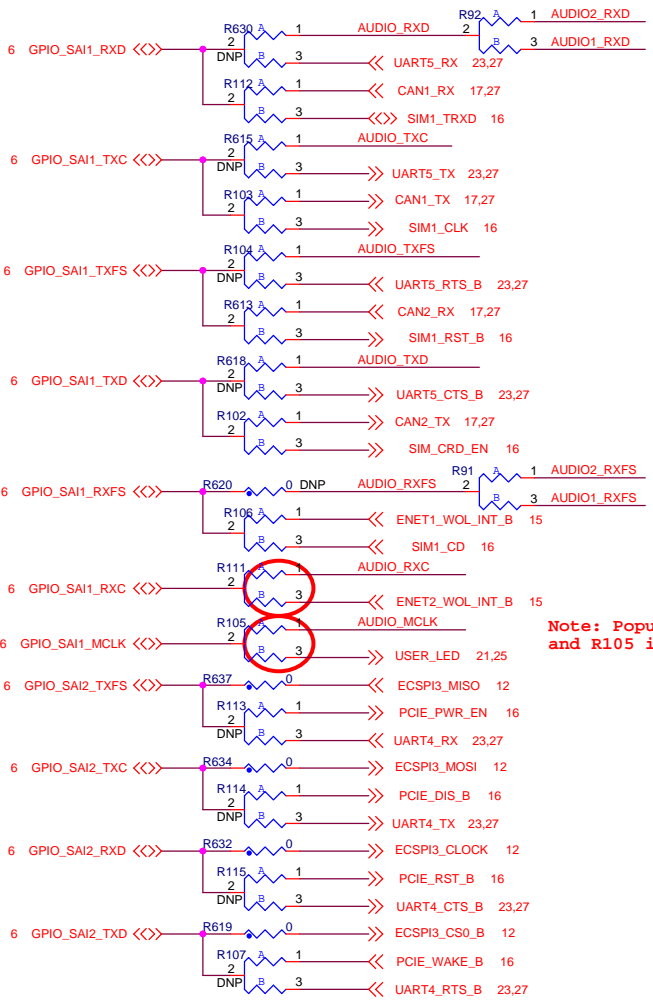 R630 A 1 AUDIO_RXD R92 A 1 AUDIO2_RXD
6 GPIO_SAI1_RXD 2 DNP B 3 UART5_RX 23,27 2 B 3 AUDIO1_RXD
R112 A 1 CAN1_RX 17,27
2 B 3 SIM1_TRXD 16
R615 A 1 AUDIO_TXC
6 GPIO_SAI1_TXC 2 DNP B 3 UART5_TX 23,27
R103 A 1 CAN1_TX 17,27
2 B 3 SIM1_CLK 16
R104 A 1 AUDIO_TXFS
6 GPIO_SAI1_TXFS 2 DNP B 3 UART5_RTS_B 23,27
R613 A 1 CAN2_RX 17,27
2 B 3 SIM1_RST_B 16
R618 A 1 AUDIO_TXD
6 GPIO_SAI1_TXD 2 DNP B 3 UART5_CTS_B 23,27
R102 A 1 CAN2_TX 17,27
2 B 3 SIM_CRD_EN 16
6 GPIO_SAI1_RXFS R620 0 DNP AUDIO_RXFS R91 2 A 1 AUDIO2_RXFS
B 3 AUDIO1_RXFS
R106 A 1 ENET1_WOL_INT_B 15
2 B 3 SIM1_CD 16
R111 A 1 AUDIO_RXC
6 GPIO_SAI1_RXC 2 B 3 ENET2_WOL_INT_B 15
R105 A 1 AUDIO_MCLK
6 GPIO_SAI1_MCLK 2 B 3 USER_LED 21,25
Note: Popu
and R105 i
6 GPIO_SAI2_TXFS R637 0 ECSPI3_MISO 12
R113 A 1 PCIE_PWR_EN 16
2 DNP B 3 UART4_RX 23,27
6 GPIO_SAI2_TXC R634 0 ECSPI3_MOSI 12
R114 A 1 PCIE_DIS_B 16
2 DNP B 3 UART4_TX 23,27
6 GPIO_SAI2_RXD R632 0 ECSPI3_CLOCK 12
R115 A 1 PCIE_RST_B 16
2 DNP B 3 UART4_CTS_B 23,27
6 GPIO_SAI2_TXD R619 0 ECSPI3_CS0_B 12
R107 A 1 PCIE_WAKE_B 16
2 DNP B 3 UART4_RTS_B 23,27